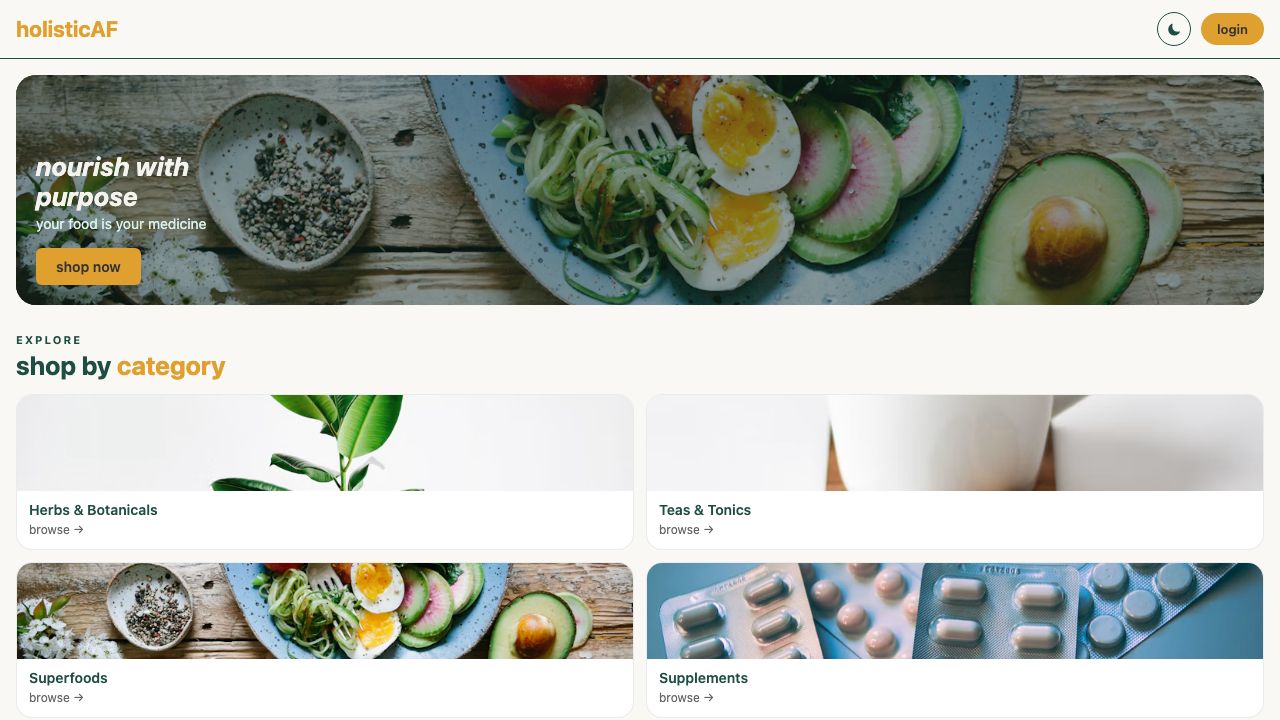 holisticAF
login
nourish with
purpose
your food is your medicine
shop now
EXPLORE
shop by category
Herbs & Botanicals
browse →
Teas & Tonics
browse →
Superfoods
browse →
Supplements
browse →